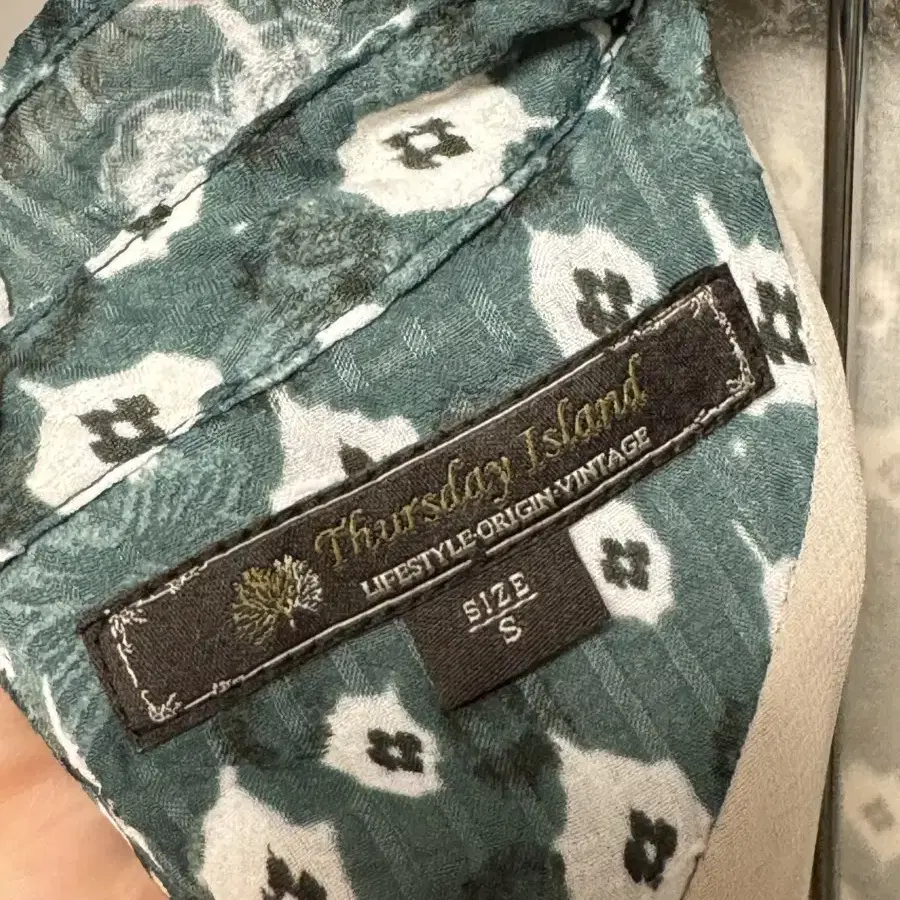 Thursday Island
LIFESTYLE·ORIGIN·VINTAGE
SIZE
S